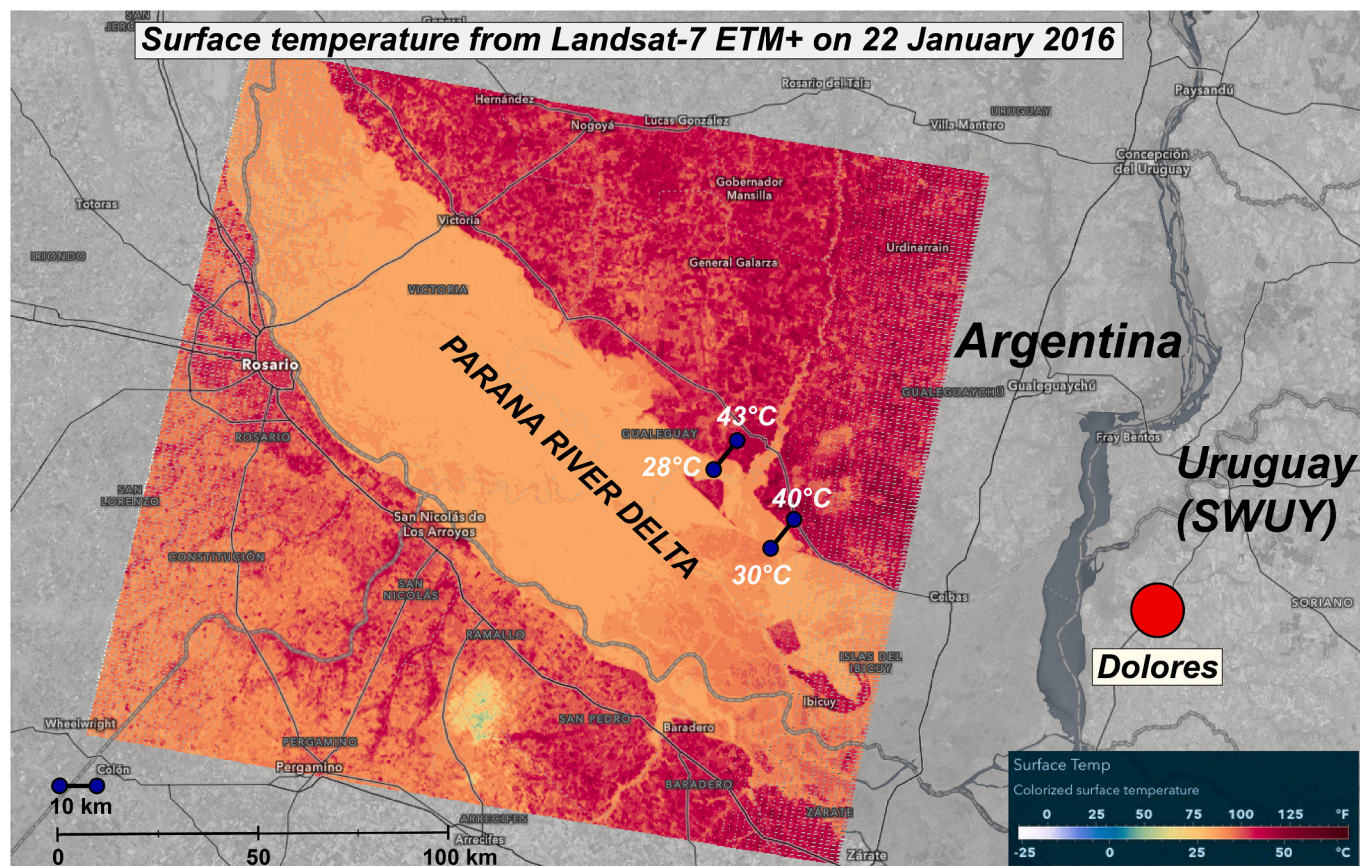 SAN
General
Surface temperature from Landsat-7 ETM+ on 22 January 2016
Rosario del Tala
Paysandú
Hernández
Nogoyá
Lucas González
Villa Mantero
URUGUAY
Concepción
del Uruguay
Gobernador
Mansilla
Totoras
Victoria
IRIONDO
Urdinarrain
General Galarza
VICTORIA
Argentina
Rosario
PARANA RIVER DELTA
GUALEGUAYCHÚ
Gualeguaychú
43°C
GUALEGUAY
ROSARIO
Fray Bentos
28°C
Uruguay
(SWUY)
SAN
LORENZO
40°C
San Nicolás de
Los Arroyos
CONSTITUCIÓN
30°C
SAN
NICOLÁS
Ceibas
SORIANO
RAMALLO
ISLAS DEL
IBICUY
Dolores
Ibicuy
Wheelwright
SAN PEDRO
Baradero
PERGAMINO
Pergamino
Colón
BARADERO
10 km
ARRECIFES
Arrecifes
ZÁRATE
Zárate
0 50 100 km
Surface Temp
Colorized surface temperature
0 25 50 75 100 125 °F
-25 0 25 50 °C